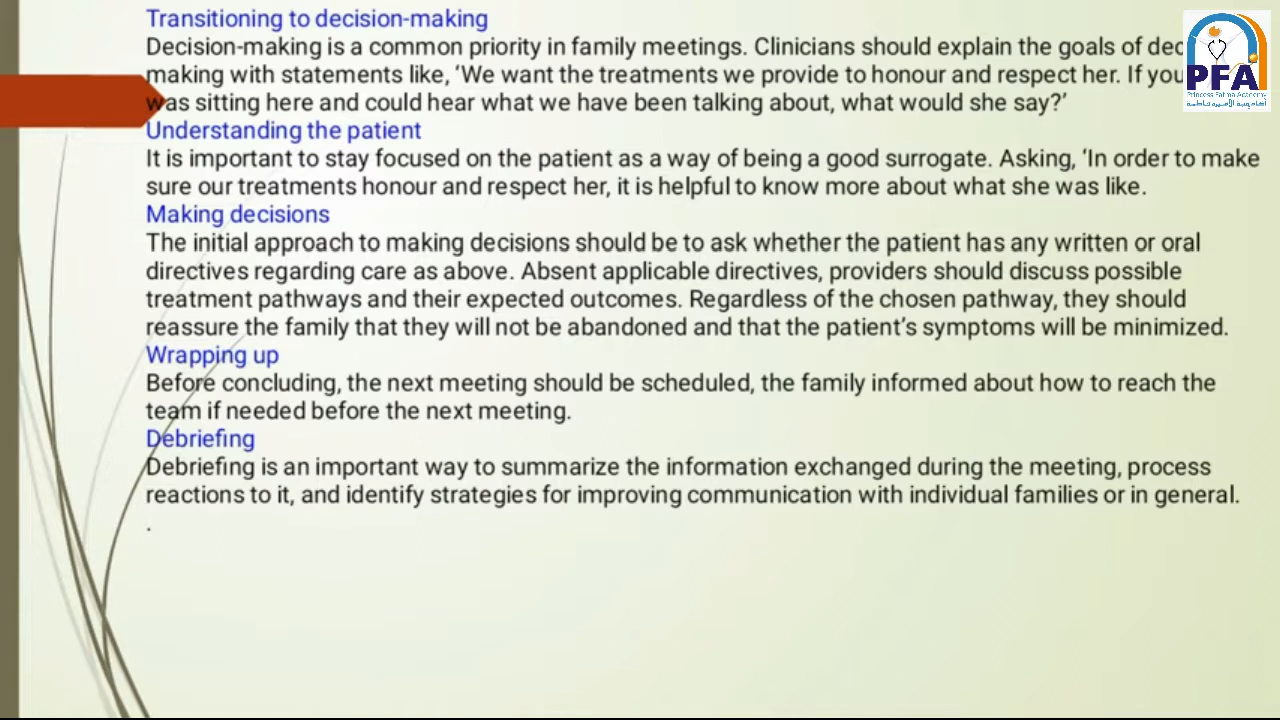 Transitioning to decision-making
Decision-making is a common priority in family meetings. Clinicians should explain the goals of dec
making with statements like, ‘We want the treatments we provide to honour and respect her. If you
was sitting here and could hear what we have been talking about, what would she say?’
Understanding the patient
It is important to stay focused on the patient as a way of being a good surrogate. Asking, ‘In order to make
sure our treatments honour and respect her, it is helpful to know more about what she was like.
Making decisions
The initial approach to making decisions should be to ask whether the patient has any written or oral
directives regarding care as above. Absent applicable directives, providers should discuss possible
treatment pathways and their expected outcomes. Regardless of the chosen pathway, they should
reassure the family that they will not be abandoned and that the patient’s symptoms will be minimized.
Wrapping up
Before concluding, the next meeting should be scheduled, the family informed about how to reach the
team if needed before the next meeting.
Debriefing
Debriefing is an important way to summarize the information exchanged during the meeting, process
reactions to it, and identify strategies for improving communication with individual families or in general.
.
PFA
Princess Fatma Academy
أكاديمية الأميرة فاطمة